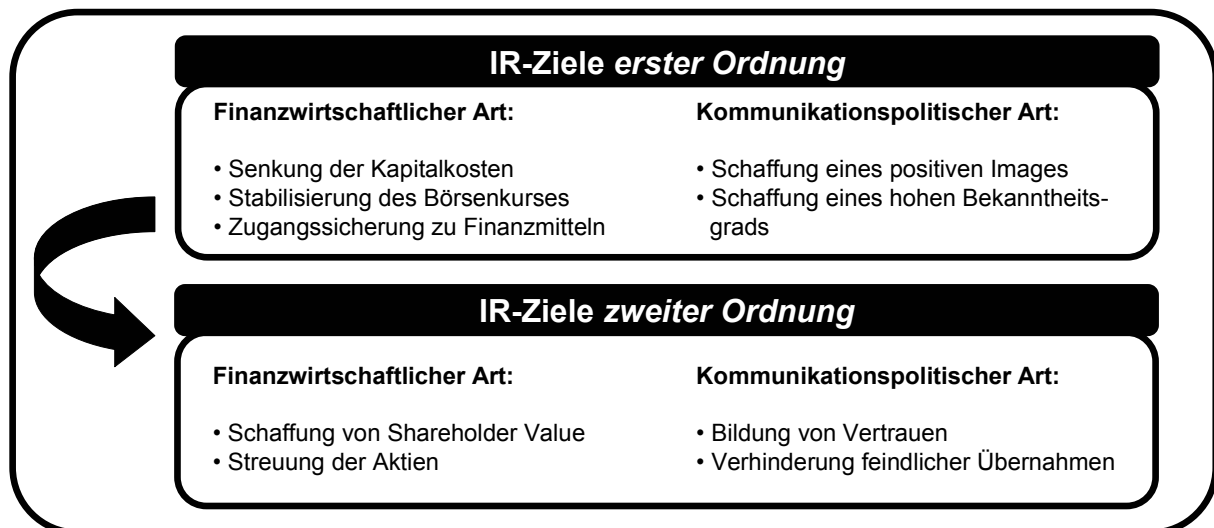 IR-Ziele erster Ordnung
Finanzwirtschaftlicher Art:
• Senkung der Kapitalkosten
• Stabilisierung des Börsenkurses
• Zugangssicherung zu Finanzmitteln
Kommunikationspolitischer Art:
• Schaffung eines positiven Images
• Schaffung eines hohen Bekanntheits-
grads
IR-Ziele zweiter Ordnung
Finanzwirtschaftlicher Art:
• Schaffung von Shareholder Value
• Streuung der Aktien
Kommunikationspolitischer Art:
• Bildung von Vertrauen
• Verhinderung feindlicher Übernahmen